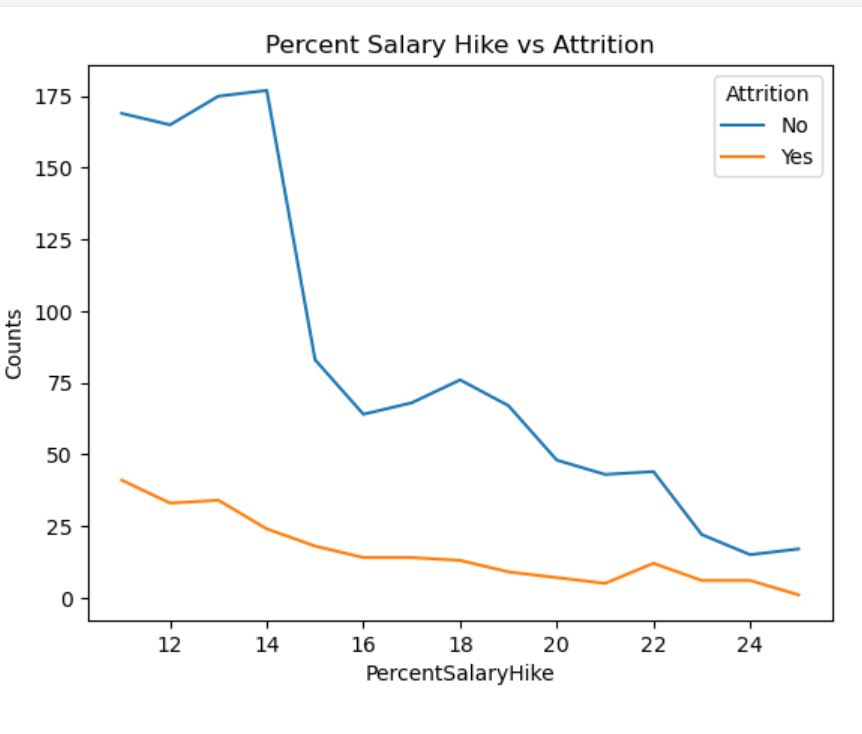 Percent Salary Hike vs Attrition
175
150
125
100
75
50
25
0
Counts
Attrition
No
Yes
12 14 16 18 20 22 24
PercentSalaryHike